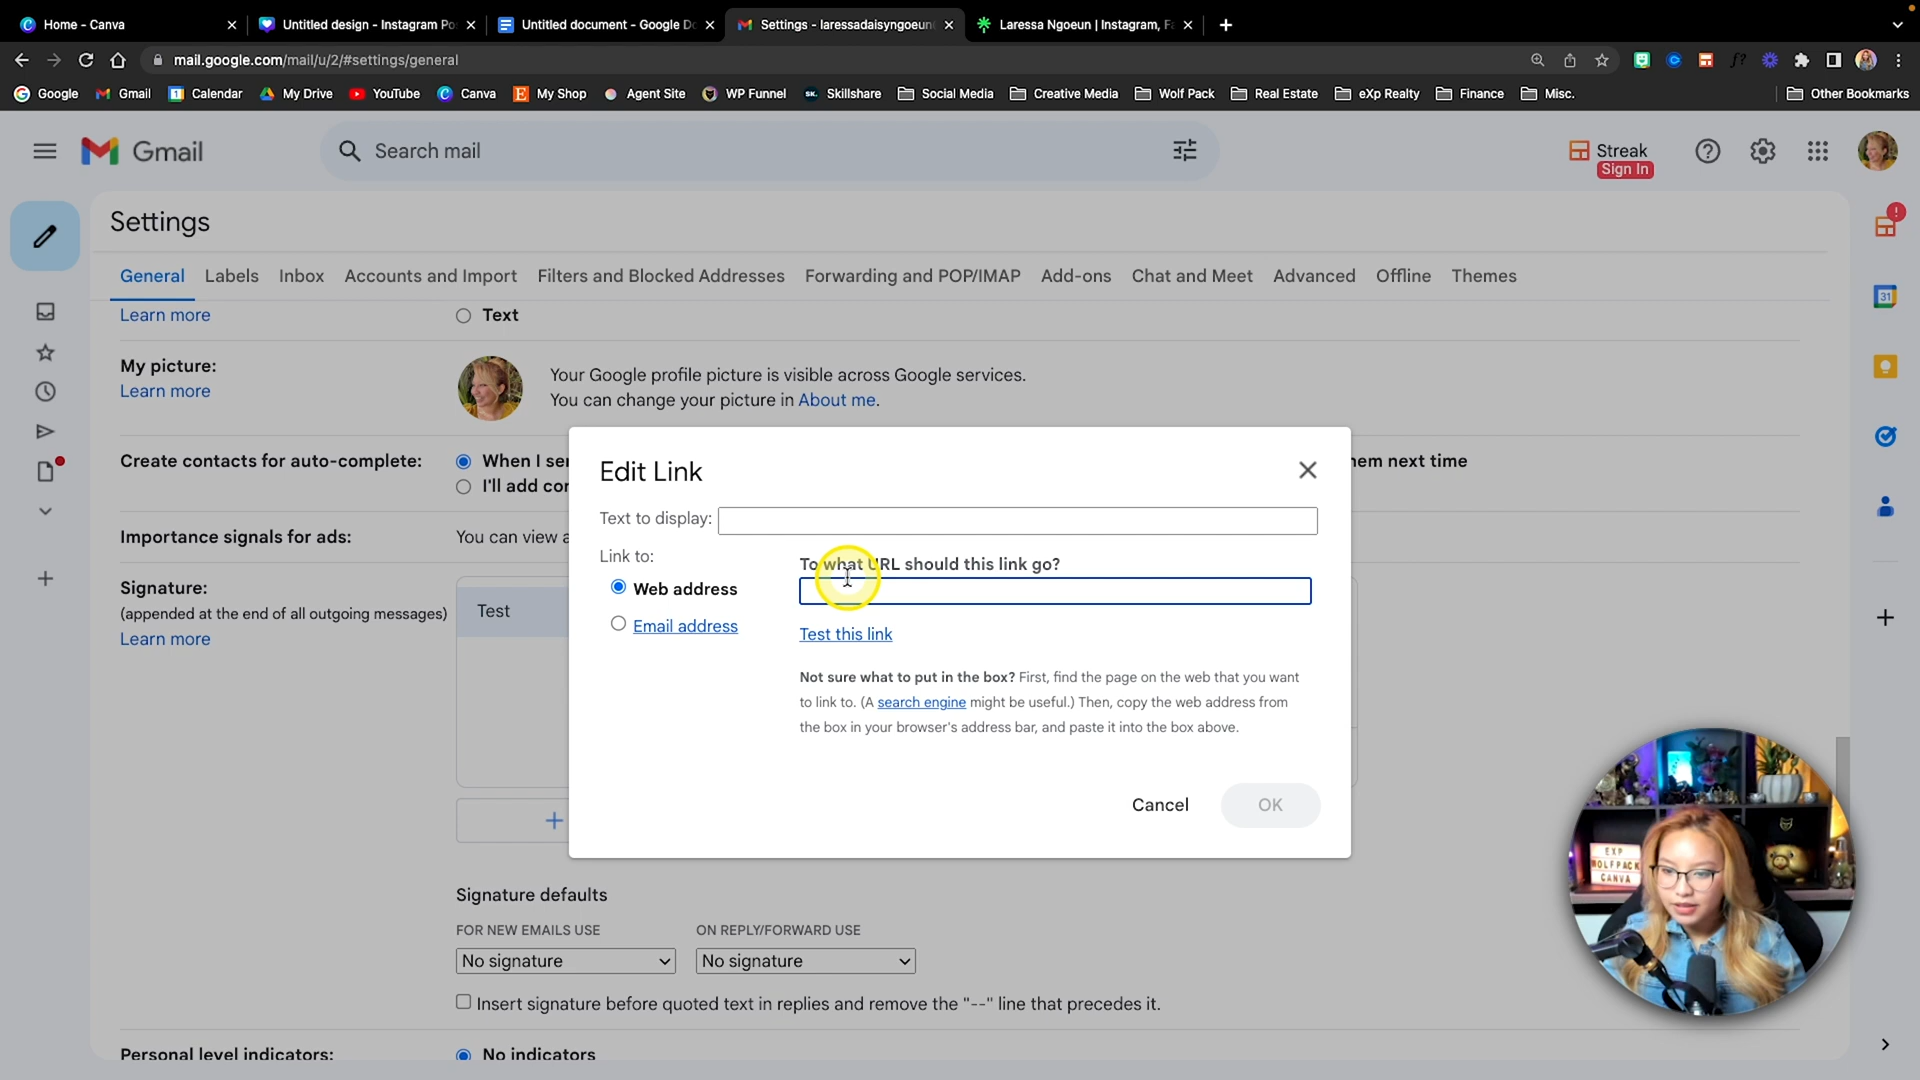 Home - Canva
Untitled design - Instagram Po
Untitled document - Google Do
Settings - laressadaisyngoeun
Laressa Ngoeun | Instagram, Fa
mail.google.com/mail/u/2/#settings/general
Google
Gmail
Calendar
My Drive
YouTube
Canva
My Shop
Agent Site
WP Funnel
Skillshare
Social Media
Creative Media
Wolf Pack
Real Estate
eXp Realty
Finance
Misc.
Other Bookmarks
Gmail
Search mail
Streak
Sign In
Settings
General
Labels
Inbox
Accounts and Import
Filters and Blocked Addresses
Forwarding and POP/IMAP
Add-ons
Chat and Meet
Advanced
Offline
Themes
Learn more
Text
My picture:
Learn more
Your Google profile picture is visible across Google services.
You can change your picture in About me.
Create contacts for auto-complete:
When I se
hem next time
I'll add co
Importance signals for ads:
You can view a
Signature:
(appended at the end of all outgoing messages)
Learn more
Test
Edit Link
Text to display:
Link to:
To what URL should this link go?
Web address
Email address
Test this link
Not sure what to put in the box? First, find the page on the web that you want
to link to. (A search engine might be useful.) Then, copy the web address from
the box in your browser's address bar, and paste it into the box above.
Cancel
OK
Signature defaults
FOR NEW EMAILS USE
ON REPLY/FORWARD USE
No signature
No signature
Insert signature before quoted text in replies and remove the "--" line that precedes it.
Personal level indicators:
No indicators
EXP
WOLFPACK
CANVA
31